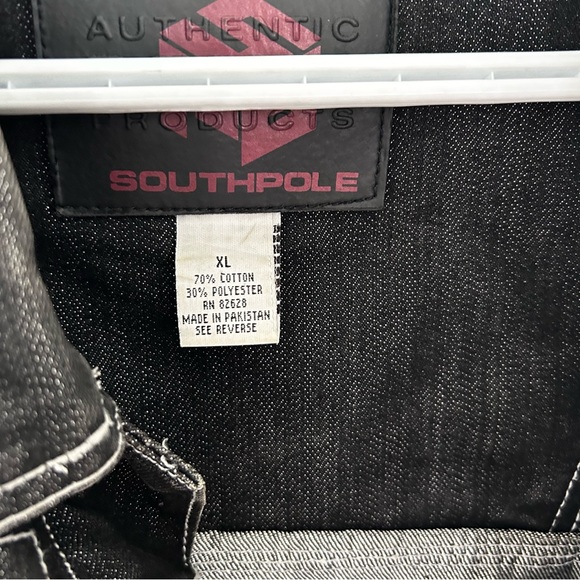 AUTHENTIC
PRODUCTS
SOUTHPOLE
XL
70% COTTON
30% POLYESTER
RN 82628
MADE IN PAKISTAN
SEE REVERSE